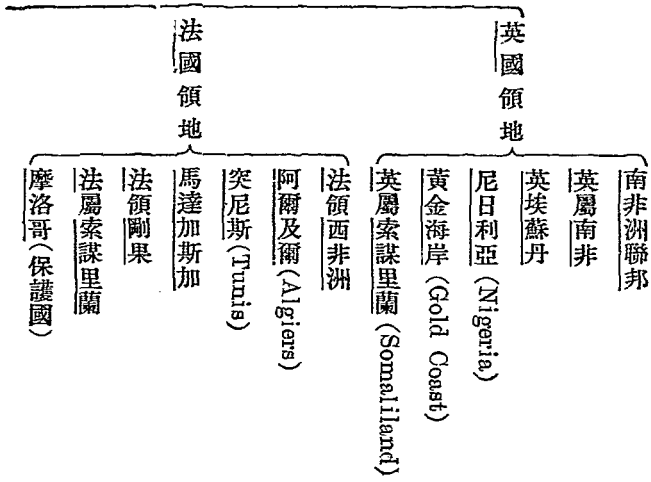 英國領地
南非洲聯邦
英屬南非
英埃蘇丹
尼日利亞(Nigeria)
黃金海岸(Gold Coast)
英屬索謀里蘭(Somaliland)
法國領地
法領西非洲
阿爾及爾(Algiers)
突尼斯(Tunis)
馬達加斯加
法領剛果
法屬索謀里蘭
摩洛哥(保護國)